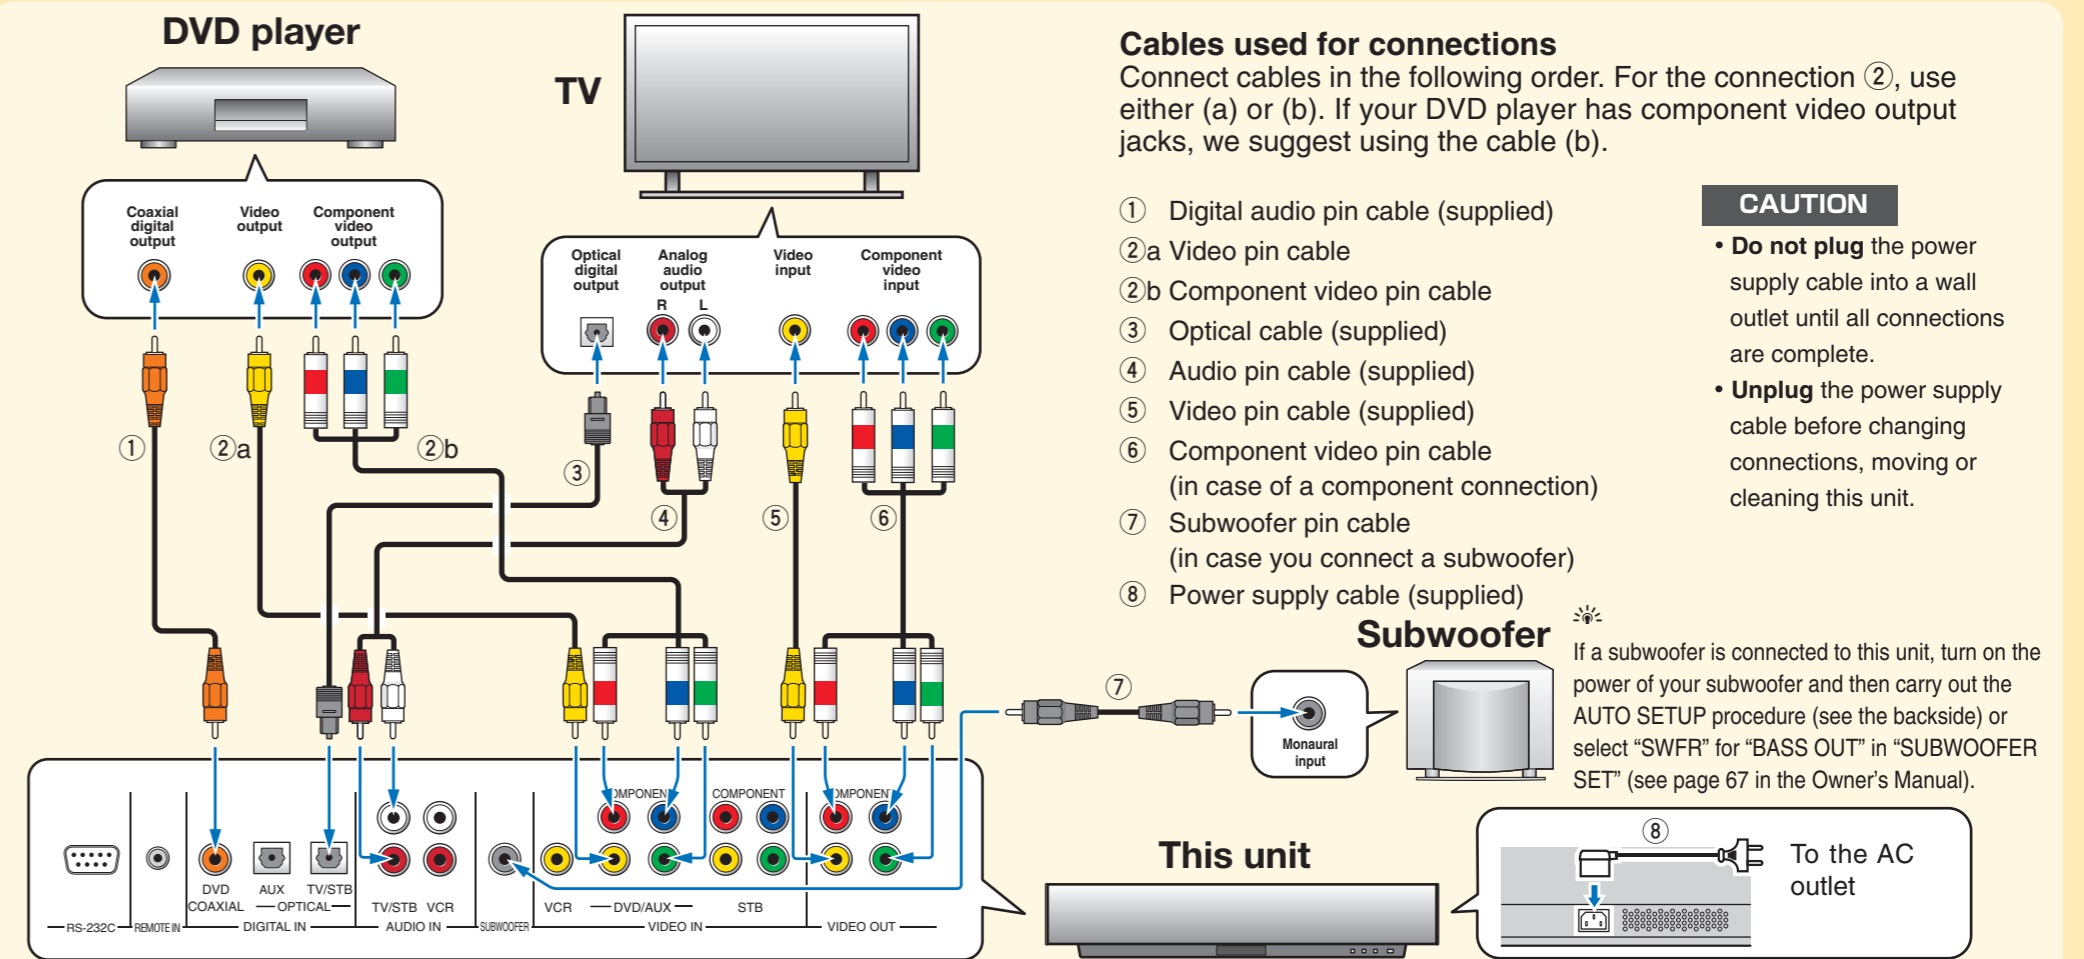 DVD player
TV
Coaxial
digital
output
Video
output
Component
video
output
Optical
digital
output
Analog
audio
output
R L
Video
input
Component
video
input
① ②a ②b ③ ④ ⑤ ⑥
Cables used for connections
Connect cables in the following order. For the connection ②, use
either (a) or (b). If your DVD player has component video output
jacks, we suggest using the cable (b).
① Digital audio pin cable (supplied)
②a Video pin cable
②b Component video pin cable
③ Optical cable (supplied)
④ Audio pin cable (supplied)
⑤ Video pin cable (supplied)
⑥ Component video pin cable
(in case of a component connection)
⑦ Subwoofer pin cable
(in case you connect a subwoofer)
⑧ Power supply cable (supplied)
CAUTION
• Do not plug the power
supply cable into a wall
outlet until all connections
are complete.
• Unplug the power supply
cable before changing
connections, moving or
cleaning this unit.
Subwoofer
⑦
Monaural
input
If a subwoofer is connected to this unit, turn on the
power of your subwoofer and then carry out the
AUTO SETUP procedure (see the backside) or
select “SWFR” for “BASS OUT” in “SUBWOOFER
SET” (see page 67 in the Owner’s Manual).
COMPONENT COMPONENT COMPONENT
DVD AUX TV/STB
COAXIAL OPTICAL TV/STB VCR VCR DVD/AUX STB
RS-232C REMOTE IN DIGITAL IN AUDIO IN SUBWOOFER VIDEO IN VIDEO OUT
This unit
⑧
To the AC
outlet